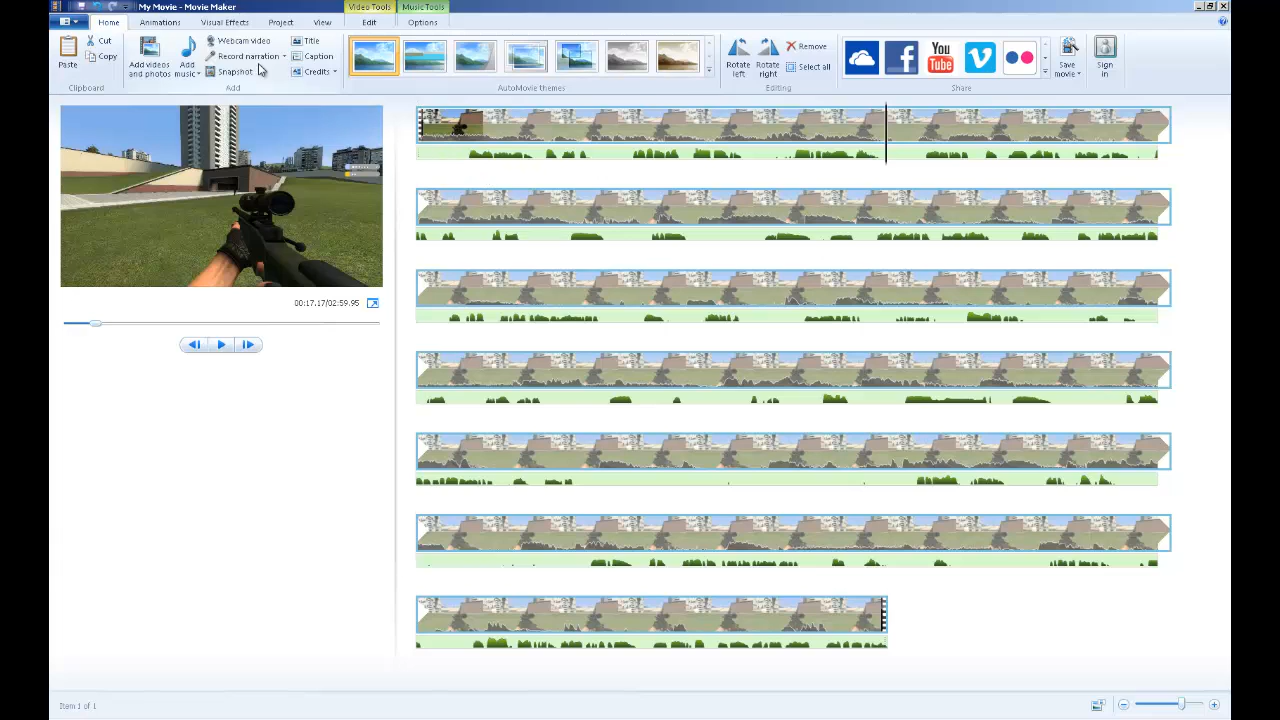 My Movie - Movie Maker
Video Tools
Music Tools
Home
Animations
Visual Effects
Project
View
Edit
Options
Paste
Cut
Copy
Clipboard
Add videos
and photos
Add
music
Webcam video
Record narration
Snapshot
Title
Caption
Credits
Add
AutoMovie themes
Rotate
left
Rotate
right
Remove
Select all
Editing
You
Tube
Share
Save
movie
Sign
in
00:17.17/02:59.95
Item 1 of 1